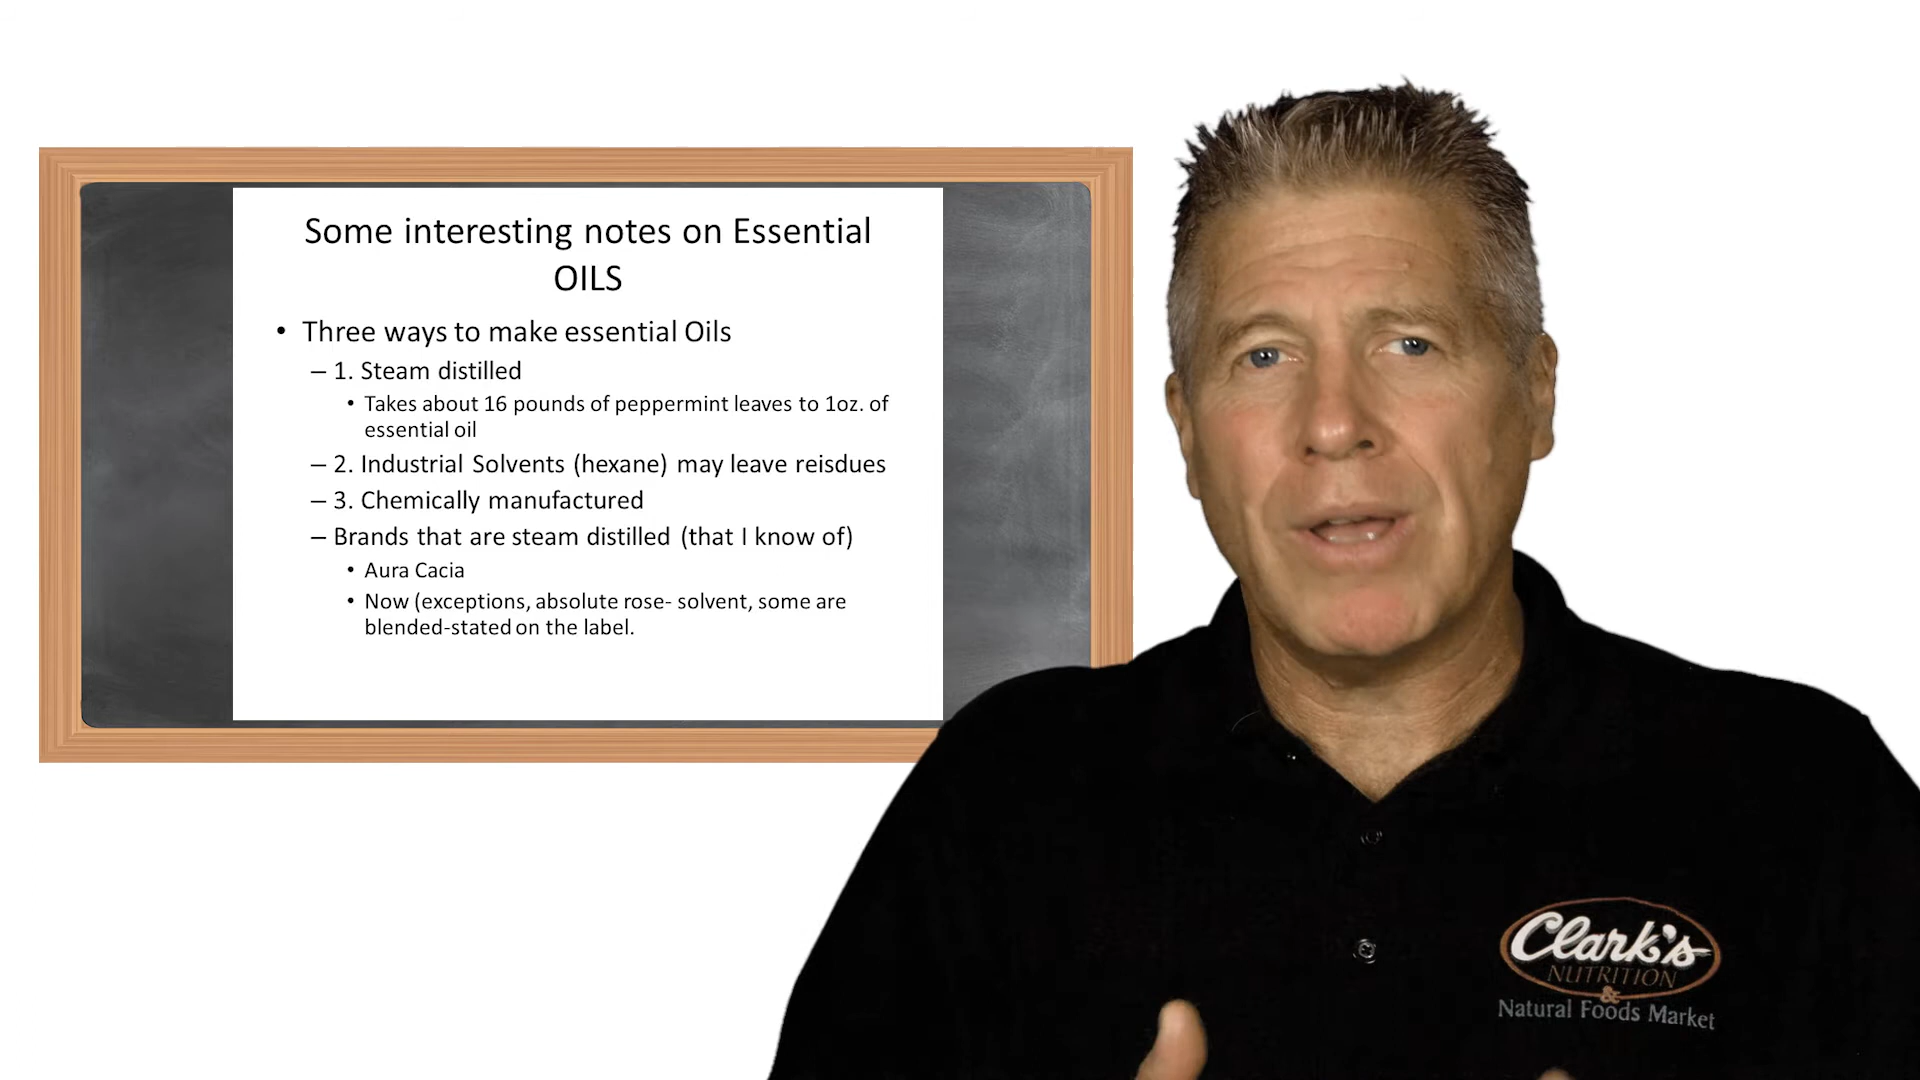 Some interesting notes on Essential
OILS
• Three ways to make essential Oils
– 1. Steam distilled
• Takes about 16 pounds of peppermint leaves to 1oz. of
essential oil
– 2. Industrial Solvents (hexane) may leave reisdues
– 3. Chemically manufactured
– Brands that are steam distilled (that I know of)
• Aura Cacia
• Now (exceptions, absolute rose- solvent, some are
blended-stated on the label.
Clark's
NUTRITION
&
Natural Foods Market